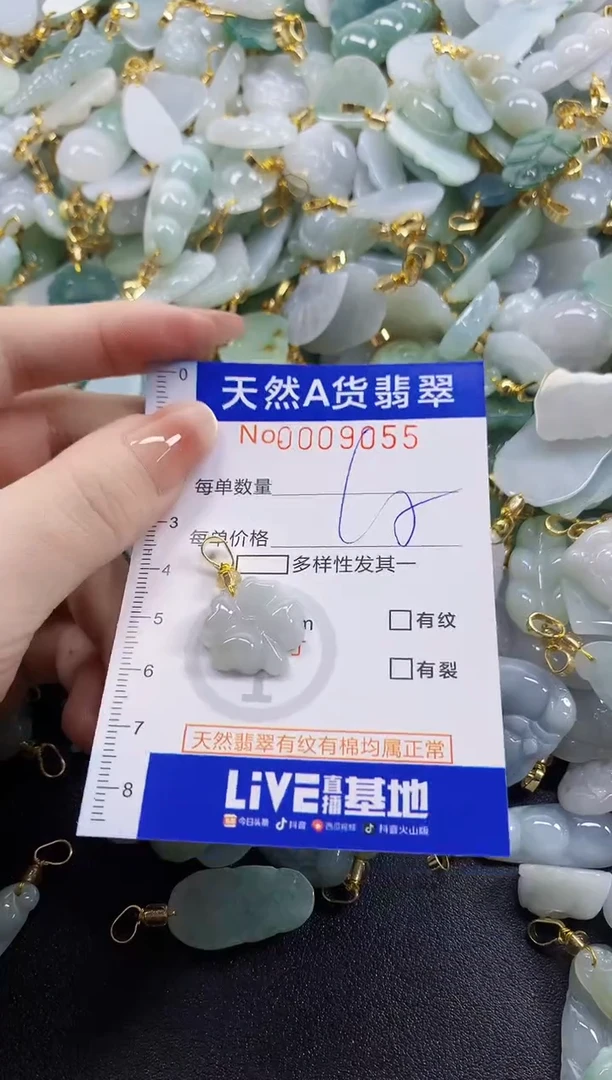 0
天然A货翡翠
No.0009055
每单数量
3
每单价格
4
多样性发其一
5
m
有纹
6
有裂
7
天然翡翠有纹有棉均属正常
8
LiVE直播基地
今日头条 抖音 西瓜视频 抖音火山版